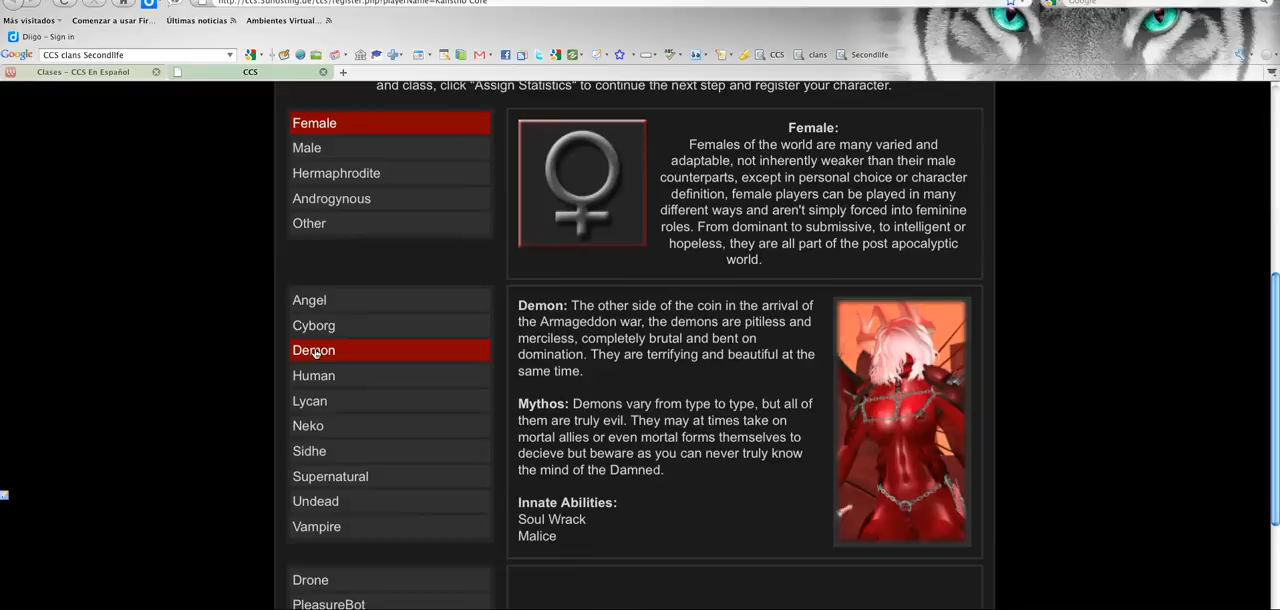 Más visitados
Comenzar a usar Fir...
Últimas noticias
Ambientes Virtual...
Diigo - Sign in
Google
CCS clans Secondlife
CCS
clans
Secondlife
Clases – CCS En Español
CCS
and class, click "Assign Statistics" to continue the next step and register your character.
Female
Male
Hermaphrodite
Androgynous
Other
Female:
Females of the world are many varied and
adaptable, not inherently weaker than their male
counterparts, except in personal choice or character
definition, female players can be played in many
different ways and aren't simply forced into feminine
roles. From dominant to submissive, to intelligent or
hopeless, they are all part of the post apocalyptic
world.
Angel
Cyborg
Demon
Human
Lycan
Neko
Sidhe
Supernatural
Undead
Vampire
Demon: The other side of the coin in the arrival of
the Armageddon war, the demons are pitiless and
merciless, completely brutal and bent on
domination. They are terrifying and beautiful at the
same time.
Mythos: Demons vary from type to type, but all of
them are truly evil. They may at times take on
mortal allies or even mortal forms themselves to
decieve but beware as you can never truly know
the mind of the Damned.
Innate Abilities:
Soul Wrack
Malice
Drone
PleasureBot